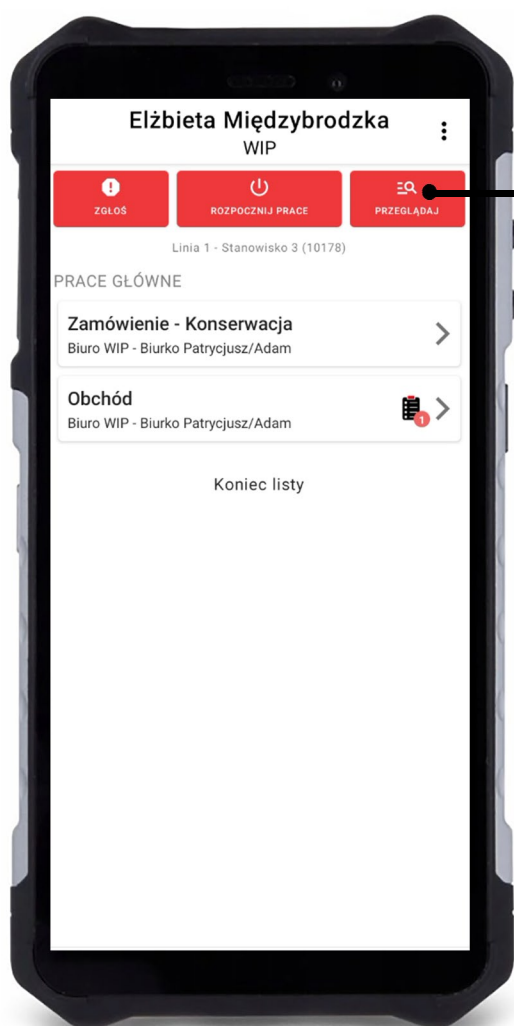 Elżbieta Międzybrodzka
WIP
ZGŁOŚ
ROZPOCZNIJ PRACE
PRZEGLĄDAJ
Linia 1 - Stanowisko 3 (10178)
PRACE GŁÓWNE
Zamówienie - Konserwacja
Biuro WIP - Biurko Patrycjusz/Adam
Obchód
1
Biuro WIP - Biurko Patrycjusz/Adam
Koniec listy